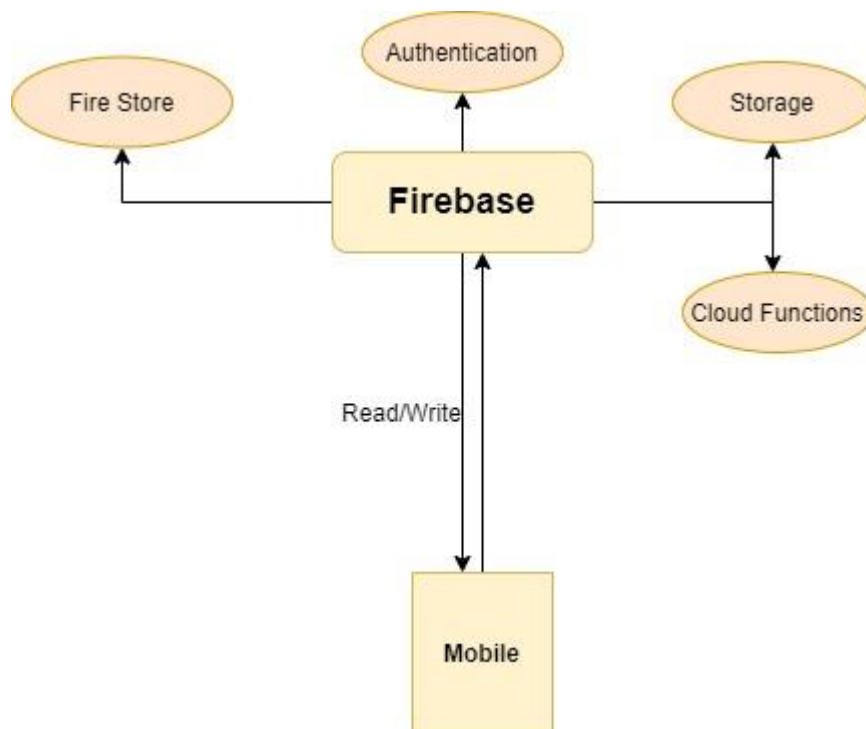 Authentication
Fire Store
Storage
Firebase
Cloud Functions
Read/Write
Mobile